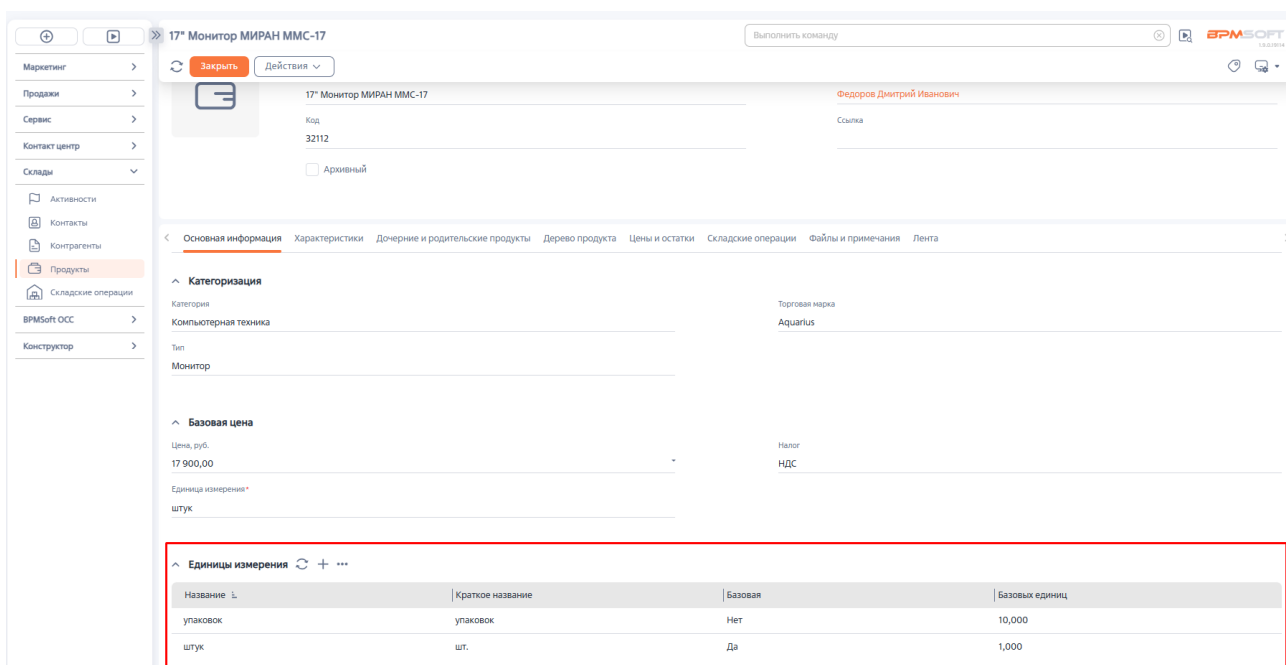 17" Монитор МИРАН ММС-17
Выполнить команду
BPMSOFT
Закрыть
Действия
Маркетинг
Продажи
Сервис
Контакт центр
Склады
Активности
Контакты
Контрагенты
Продукты
Складские операции
BPMSoft ОСС
Конструктор
17" Монитор МИРАН ММС-17
Федоров Дмитрий Иванович
Код
Ссылка
32112
Архивный
Основная информация Характеристики Дочерние и родительские продукты Дерево продукта Цены и остатки Складские операции Файлы и примечания Лента
Категоризация
Категория
Торговая марка
Компьютерная техника
Aquarius
Тип
Монитор
Базовая цена
Цена, руб.
Налог
17 900,00
НДС
Единица измерения*
штук
Единицы измерения
Название Краткое название Базовая Базовых единиц
упаковок упаковок Нет 10,000
штук шт. Да 1,000